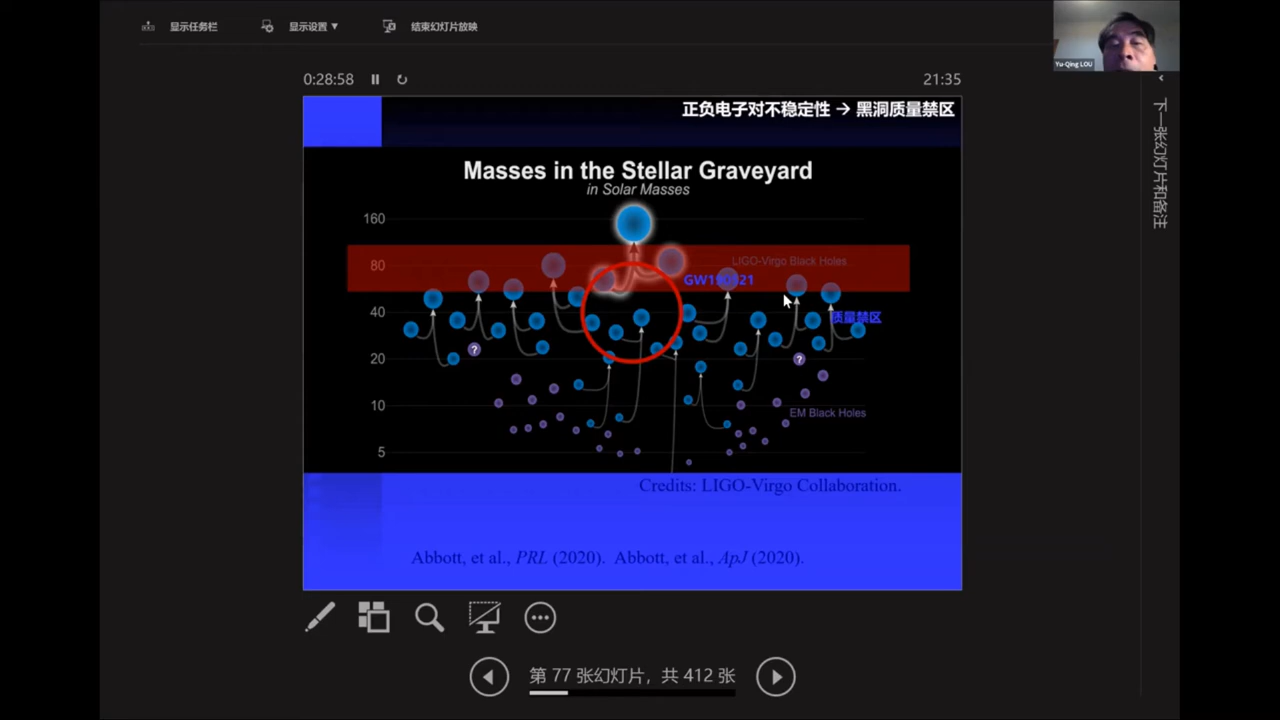 显示任务栏
显示设置 ▼
结束幻灯片放映
Yu-Qing LOU
0:28:58
21:35
下一张幻灯片和备注
正负电子对不稳定性 → 黑洞质量禁区
Masses in the Stellar Graveyard
in Solar Masses
160
80
LIGO-Virgo Black Holes
GW190521
40
质量禁区
20
?
?
10
EM Black Holes
5
Credits: LIGO-Virgo Collaboration.
Abbott, et al., PRL (2020). Abbott, et al., ApJ (2020).
第 77 张幻灯片，共 412 张